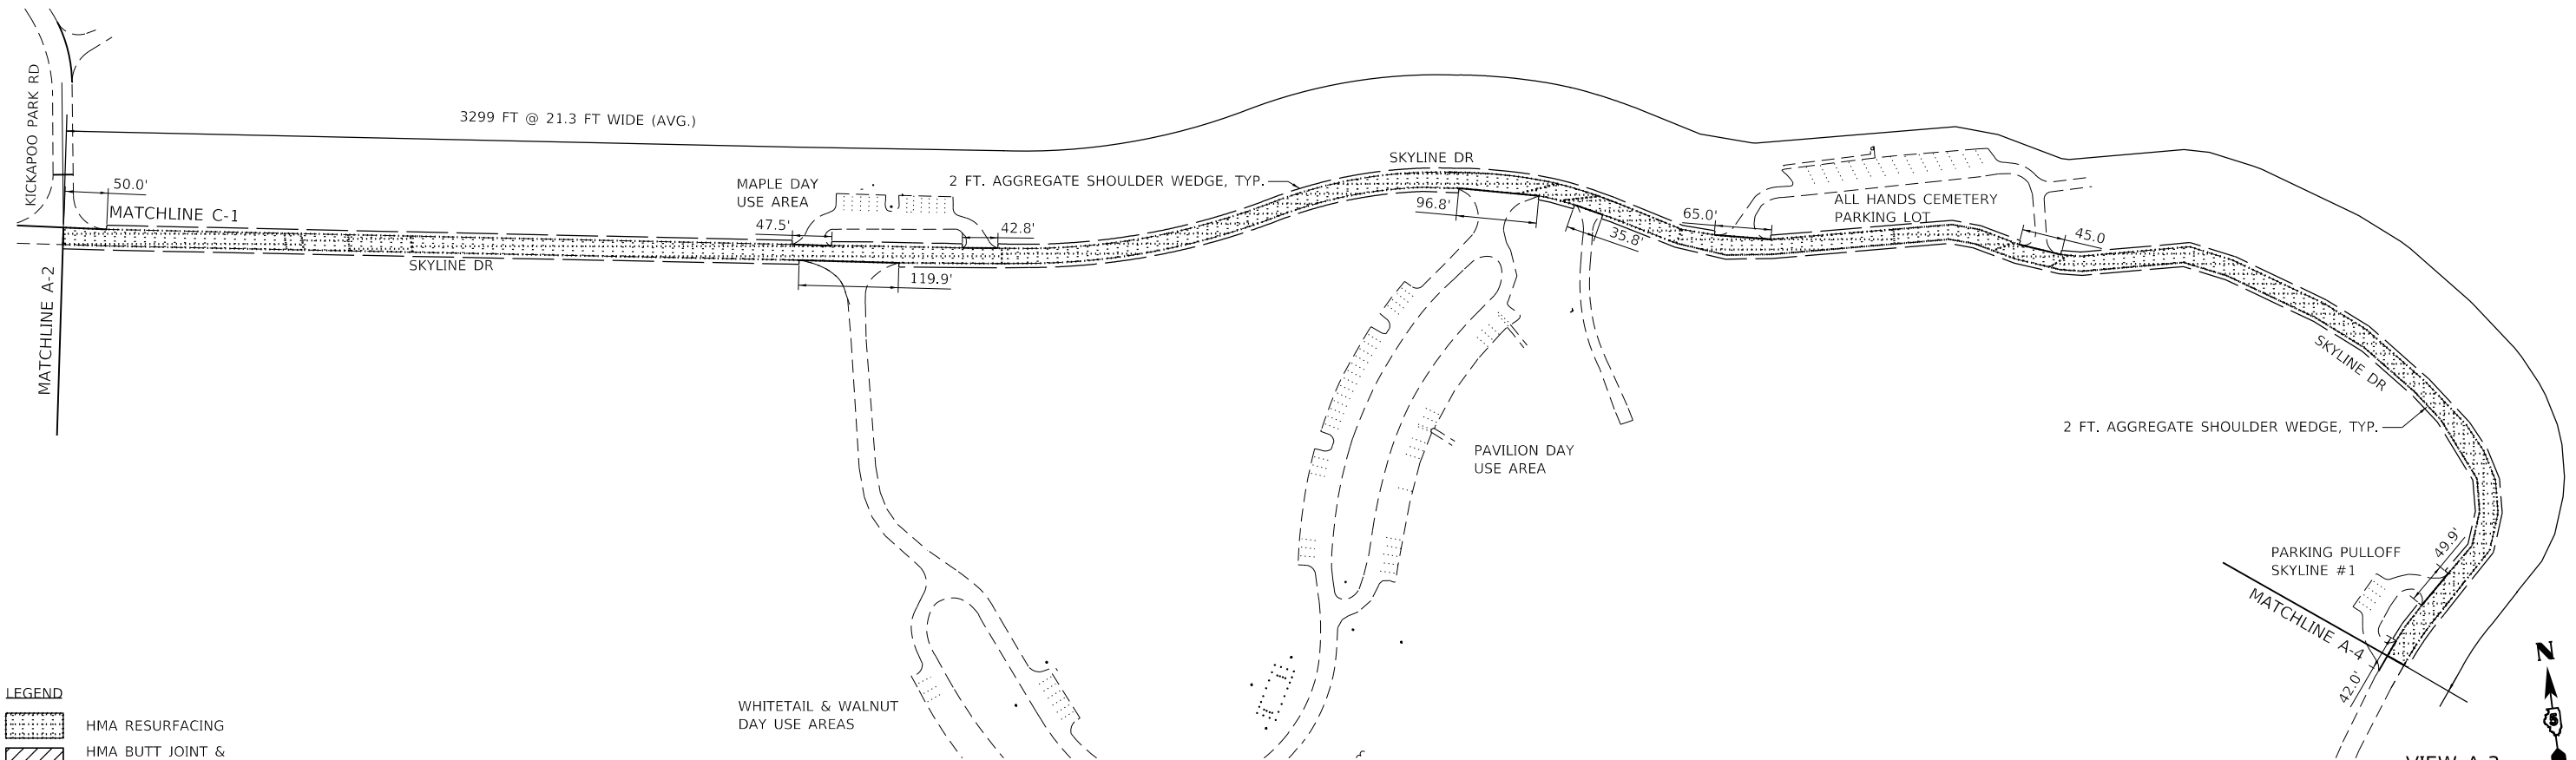 KICKAPOO PARK RD
3299 FT @ 21.3 FT WIDE (AVG.)
50.0'
MATCHLINE C-1
MATCHLINE A-2
SKYLINE DR
MAPLE DAY
USE AREA
47.5'
42.8'
119.9'
2 FT. AGGREGATE SHOULDER WEDGE, TYP.
SKYLINE DR
96.8'
35.8'
65.0'
ALL HANDS CEMETERY
PARKING LOT
45.0
SKYLINE DR
2 FT. AGGREGATE SHOULDER WEDGE, TYP.
PAVILION DAY
USE AREA
PARKING PULLOFF
SKYLINE #1
49.9'
MATCHLINE A-4
42.0'
WHITETAIL & WALNUT
DAY USE AREAS
LEGEND
HMA RESURFACING
HMA BUTT JOINT &
N
5